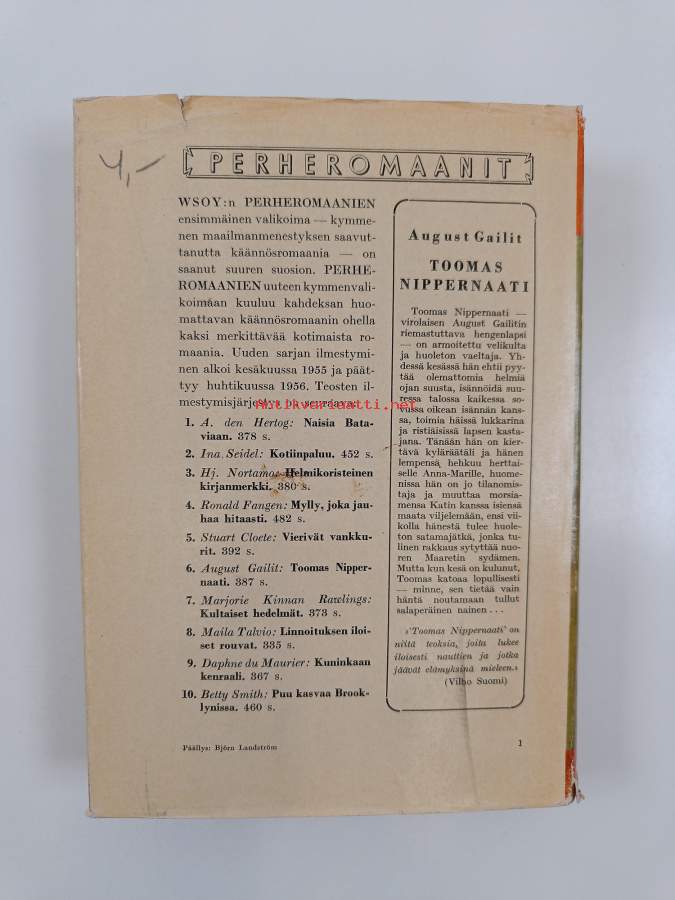 4,–
PERHEROMAANIT
WSOY:n PERHEROMAANIEN
ensimmäinen valikoima — kymme-
nen maailmanmenestyksen saavut-
tanutta käännösromaania — on
saanut suuren suosion. PERHE-
ROMAANIEN uuteen kymmenvali-
koimaan kuuluu kahdeksan huo-
mattavan käännösromaanin ohella
kaksi merkittävää kotimaista ro-
maania. Uuden sarjan ilmestymi-
nen alkoi kesäkuussa 1955 ja päät-
tyy huhtikuussa 1956. Teosten il-
mestymisjärjestys on seuraava:
1. A. den Hertog: Naisia Bata-
viaan. 378 s.
2. Ina Seidel: Kotiinpaluu. 452 s.
3. Hj. Nortamo: Helmikoristeinen
kirjanmerkki. 380 s.
4. Ronald Fangen: Mylly, joka jau-
haa hitaasti. 482 s.
5. Stuart Cloete: Vierivät vankku-
rit. 392 s.
6. August Gailit: Toomas Nipper-
naati. 387 s.
7. Marjorie Kinnan Rawlings:
Kultaiset hedelmät. 373 s.
8. Maila Talvio: Linnoituksen iloi-
set rouvat. 335 s.
9. Daphne du Maurier: Kuninkaan
kenraali. 367 s.
10. Betty Smith: Puu kasvaa Brook-
lynissa. 460 s.
Päällys: Björn Landström
August Gailit
TOOMAS
NIPPERNAATI
Toomas Nippernaati —
virolaisen August Gailitin
riemastuttava hengenlapsi
— on armoitettu velikulta
ja huoleton vaeltaja. Yh-
dessä kesässä hän ehtii pyy-
tää olemattomia helmiä
ojan suusta, isännöidä suu-
ressa talossa kaikessa so-
vussa oikean isännän kans-
sa, toimia häissä lukkarina
ja ristiäisissä lapsen kasta-
jana. Tänään hän on kier-
tävä kyläräätäli ja hänen
lempensä hehkuu herttai-
selle Anna-Marille, huome-
nissa hän on jo tilanomis-
taja ja muuttaa morsia-
mensa Katin kanssa isiensä
maata viljelemään, ensi vii-
kolla hänestä tulee huole-
ton satamajätkä, jonka tu-
linen rakkaus sytyttää nuo-
ren Maaretin sydämen.
Mutta kun kesä on kulunut,
Toomas katoaa lopullisesti
— minne, sen tietää vain
häntä noutamaan tullut
salaperäinen nainen . . .
»'Toomas Nippernaati' on
niitä teoksia, joita lukee
iloisesti nauttien ja jotka
jäävät elämyksinä mieleen.»
(Vilho Suomi)
1
antikvariaatti.net